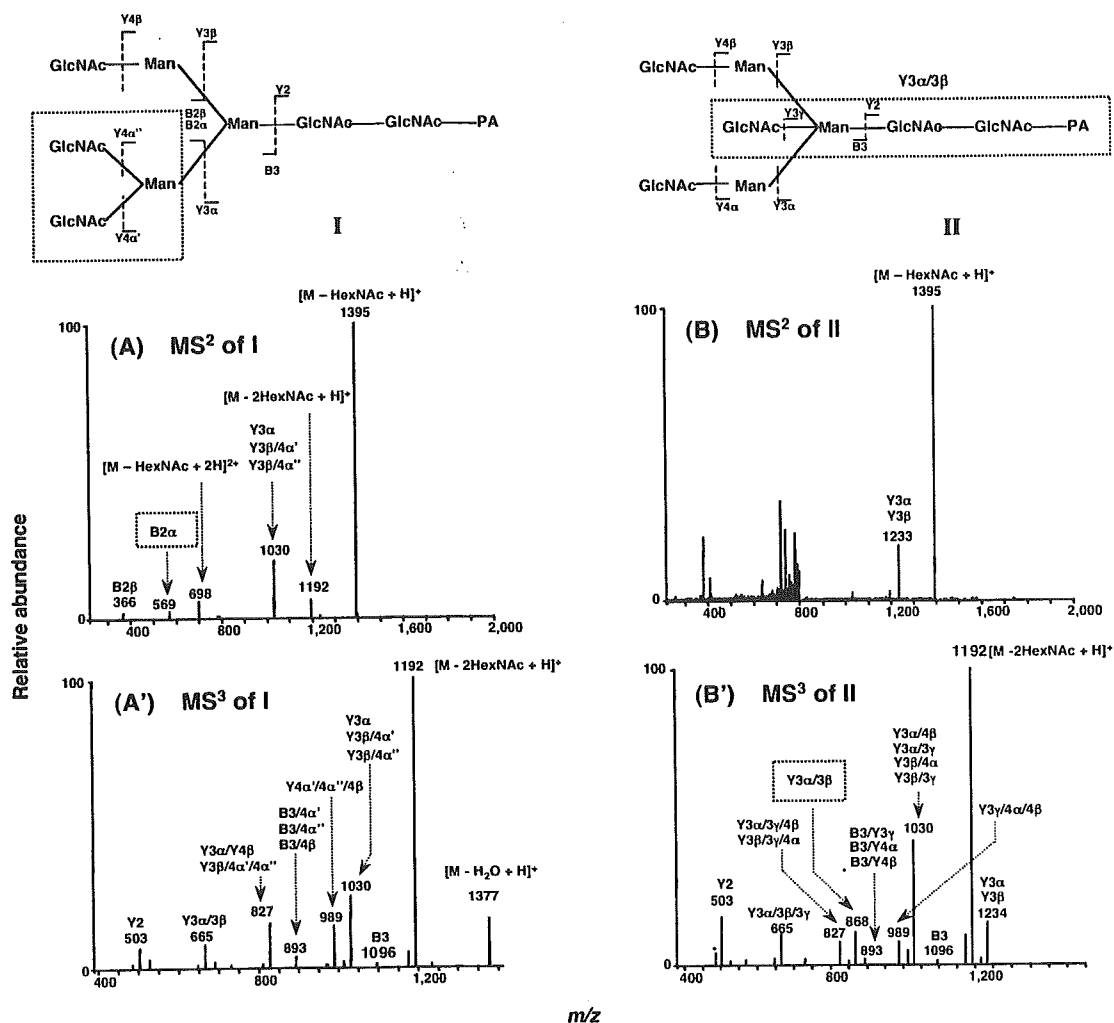 Y4β
Y3β
GlcNAc
Man
Y2
B2β
B2α
Man
GlcNAc
GlcNAc
PA
GlcNAc
Y4α''
Man
B3
GlcNAc
Y4α'
Y3α
I
Y4β
Y3β
GlcNAc
Man
Y3α/3β
Y3γ
Y2
GlcNAc
Man
GlcNAc
GlcNAc
PA
B3
GlcNAc
Man
Y4α
Y3α
II
Relative abundance
(A) MS² of I
100
0
[M – HexNAc + H]⁺
1395
[M - 2HexNAc + H]⁺
Y3α
Y3β/4α'
Y3β/4α''
[M – HexNAc + 2H]²⁺
B2α
1030
B2β
366
569
698
1192
400
800
1,200
1,600
2,000
(B) MS² of II
100
0
[M – HexNAc + H]⁺
1395
Y3α
Y3β
1233
400
800
1,200
1,600
2,000
(A') MS³ of I
100
0
1192 [M - 2HexNAc + H]⁺
Y3α
Y3β/4α'
Y3β/4α''
Y4α'/4α''/4β
B3/4α'
B3/4α''
B3/4β
Y3α/Y4β
Y3β/4α'/4α''
[M - H₂O + H]⁺
1377
1030
827
989
Y2
503
Y3α/3β
665
893
B3
1096
400
800
1,200
(B') MS³ of II
100
0
1192 [M -2HexNAc + H]⁺
Y3α/4β
Y3α/3γ
Y3β/4α
Y3β/3γ
Y3α/3β
1030
Y3γ/4α/4β
Y3α/3γ/4β
Y3β/3γ/4α
B3/Y3γ
B3/Y4α
B3/Y4β
Y2
503
Y3α/3β/3γ
665
827
868
893
989
B3
1096
Y3α
Y3β
1234
400
800
1,200
m/z